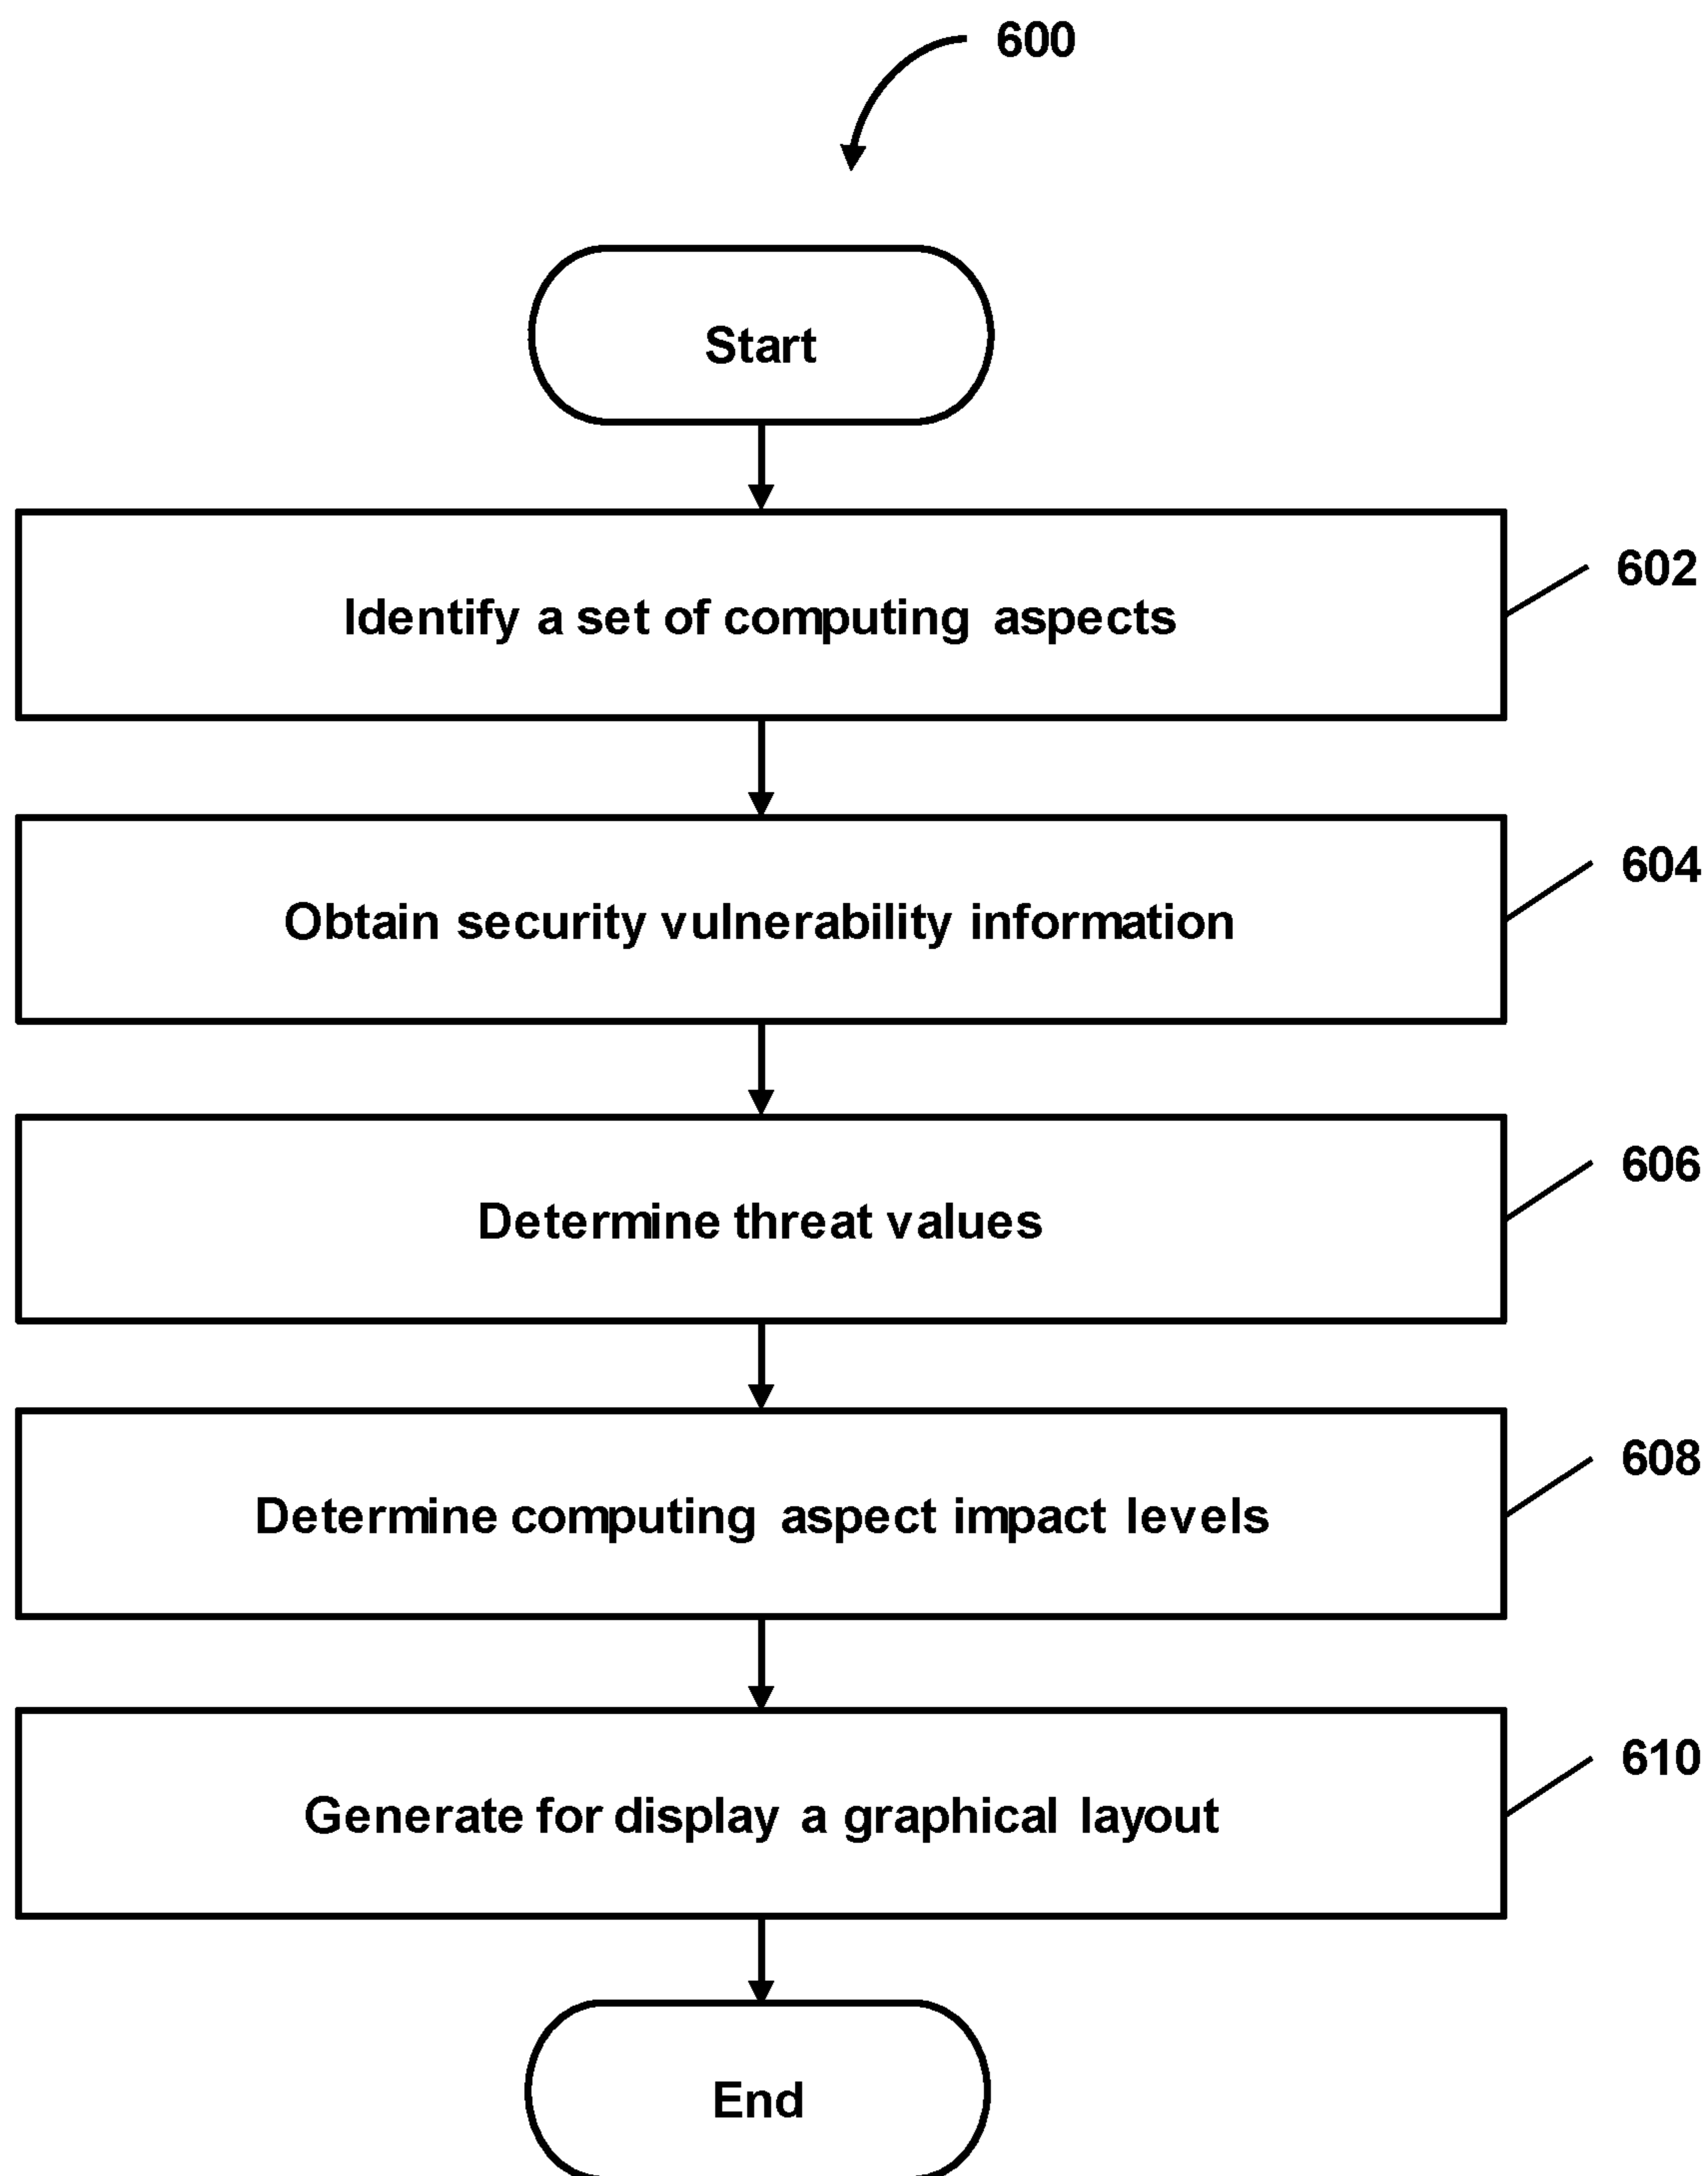 600
Start
Identify a set of computing aspects
602
Obtain security vulnerability information
604
Determine threat values
606
Determine computing aspect impact levels
608
Generate for display a graphical layout
610
End